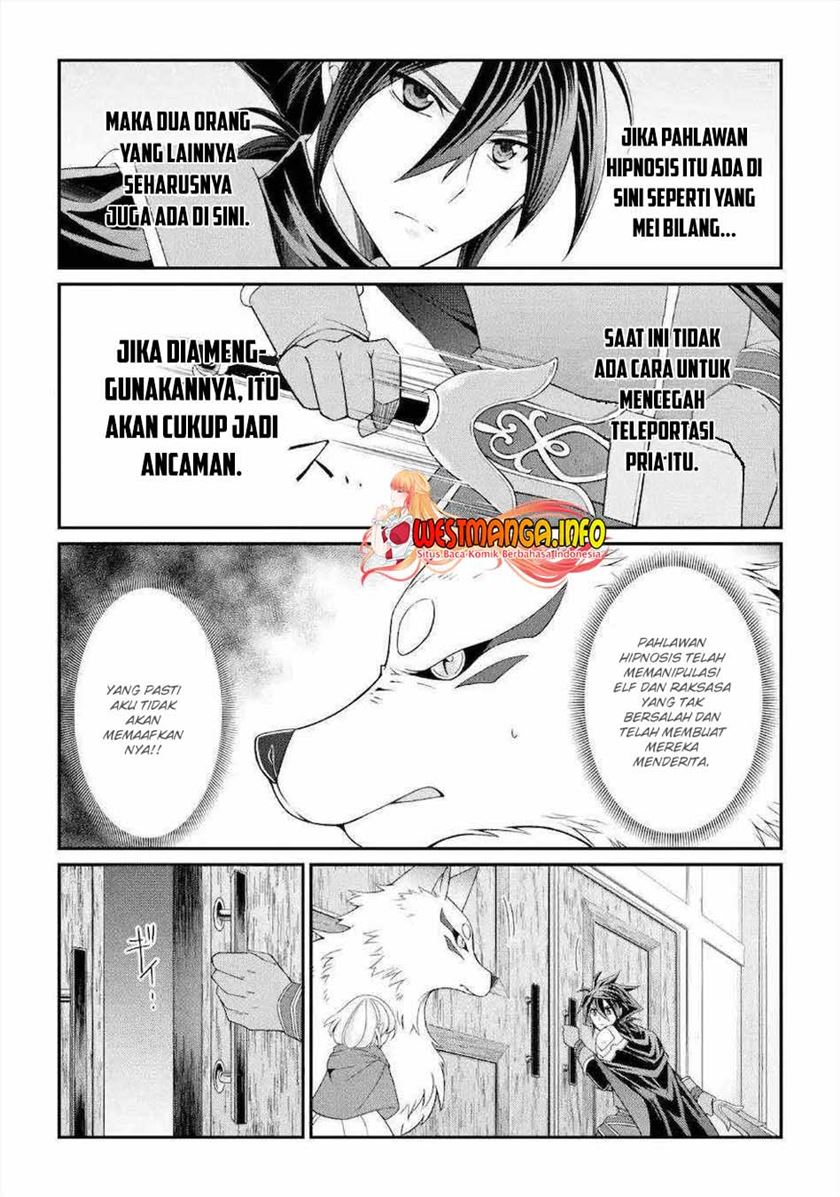 JIKA PAHLAWAN
HIPNOSIS ITU ADA DI
SINI SEPERTI YANG
MEI BILANG...
MAKA DUA ORANG
YANG LAINNYA
SEHARUSNYA
JUGA ADA DI SINI.
SAAT INI TIDAK
ADA CARA UNTUK
MENCEGAH
TELEPORTASI
PRIA ITU.
JIKA DIA MENG-
GUNAKANNYA, ITU
AKAN CUKUP JADI
ANCAMAN.
ス...
WESTMANGA.INFO
Situs Baca Komik Berbahasa Indonesia
PAHLAWAN
HIPNOSIS TELAH
MEMANIPULASI
ELF DAN RAKSASA
YANG TAK
BERSALAH DAN
TELAH MEMBUAT
MEREKA
MENDERITA.
YANG PASTI
AKU TIDAK
AKAN
MEMAAFKAN
NYA!!
ギイ...